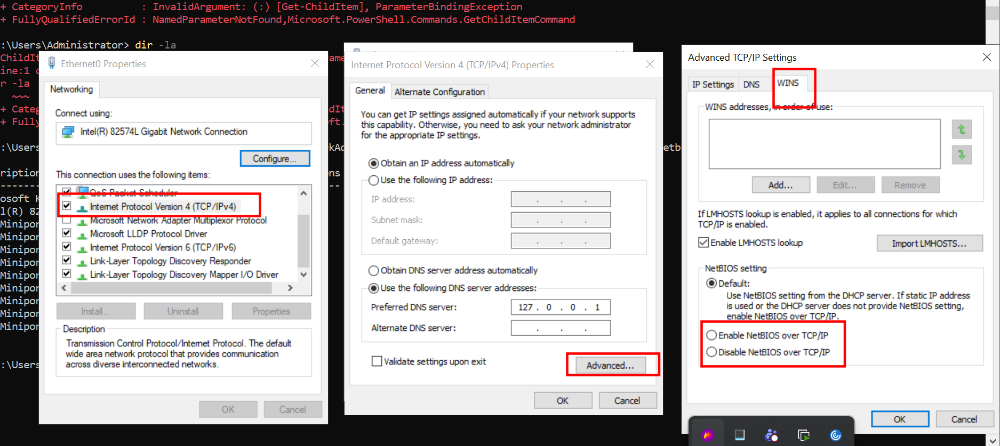 + CategoryInfo          : InvalidArgument: (:) [Get-ChildItem], ParameterBindingException
+ FullyQualifiedErrorId : NamedParameterNotFound,Microsoft.PowerShell.Commands.GetChildItemCommand
:\Users\Administrator> dir -la
ine:1
r -la
~~~
+ Categ
+ Fully
:\Users
ription
osoft K
l(R) 82
Minipor
Minipor
Minipor
Minipor
Minipor
Minipor
Minipor
Minipor
Minipor
:\Users
Ethernet0 Properties
Networking
Connect using:
Intel(R) 82574L Gigabit Network Connection
Configure...
This connection uses the following items:
QoS Packet Scheduler
Internet Protocol Version 4 (TCP/IPv4)
Microsoft Network Adapter Multiplexor Protocol
Microsoft LLDP Protocol Driver
Internet Protocol Version 6 (TCP/IPv6)
Link-Layer Topology Discovery Responder
Link-Layer Topology Discovery Mapper I/O Driver
Install...
Uninstall
Properties
Description
Transmission Control Protocol/Internet Protocol. The default
wide area network protocol that provides communication
across diverse interconnected networks.
OK
Cancel
Internet Protocol Version 4 (TCP/IPv4) Properties
General
Alternate Configuration
You can get IP settings assigned automatically if your network supports
this capability. Otherwise, you need to ask your network administrator
for the appropriate IP settings.
Obtain an IP address automatically
Use the following IP address:
IP address:
Subnet mask:
Default gateway:
Obtain DNS server address automatically
Use the following DNS server addresses:
Preferred DNS server:
127 . 0 . 0 . 1
Alternate DNS server:
Validate settings upon exit
Advanced...
OK
Cancel
etb
Advanced TCP/IP Settings
IP Settings
DNS
WINS
WINS addresses, in order of use:
Add...
Edit...
Remove
If LMHOSTS lookup is enabled, it applies to all connections for which
TCP/IP is enabled.
Enable LMHOSTS lookup
Import LMHOSTS...
NetBIOS setting
Default:
Use NetBIOS setting from the DHCP server. If static IP address
is used or the DHCP server does not provide NetBIOS setting,
enable NetBIOS over TCP/IP.
Enable NetBIOS over TCP/IP
Disable NetBIOS over TCP/IP
OK
Cancel